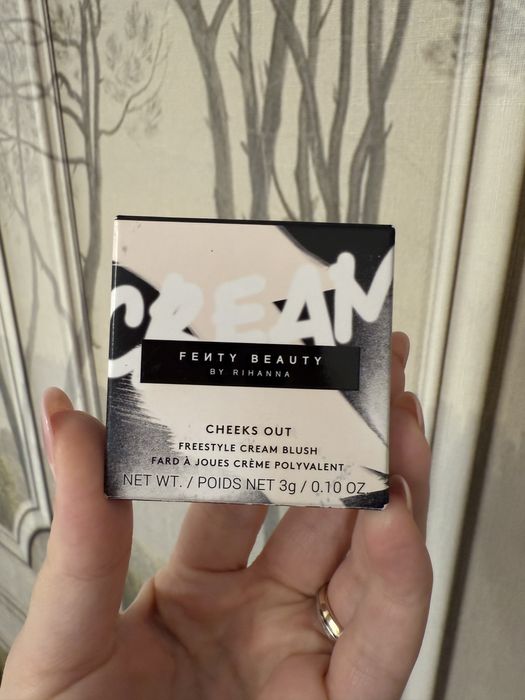 CREAM
FEИTY BEAUTY
BY RIHANNA
CHEEKS OUT
FREESTYLE CREAM BLUSH
FARD À JOUES CRÈME POLYVALENT
NET WT. / POIDS NET 3g / 0.10 OZ